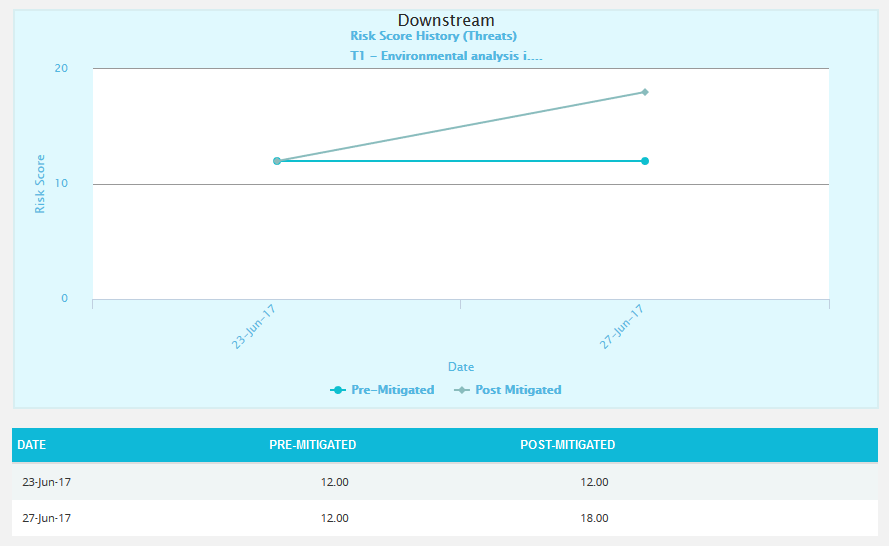 Downstream
Risk Score History (Threats)
T1 - Environmental analysis i....
20
10
0
Risk Score
23-Jun-17
27-Jun-17
Date
Pre-Mitigated
Post Mitigated
DATE PRE-MITIGATED POST-MITIGATED
23-Jun-17 12.00 12.00
27-Jun-17 12.00 18.00